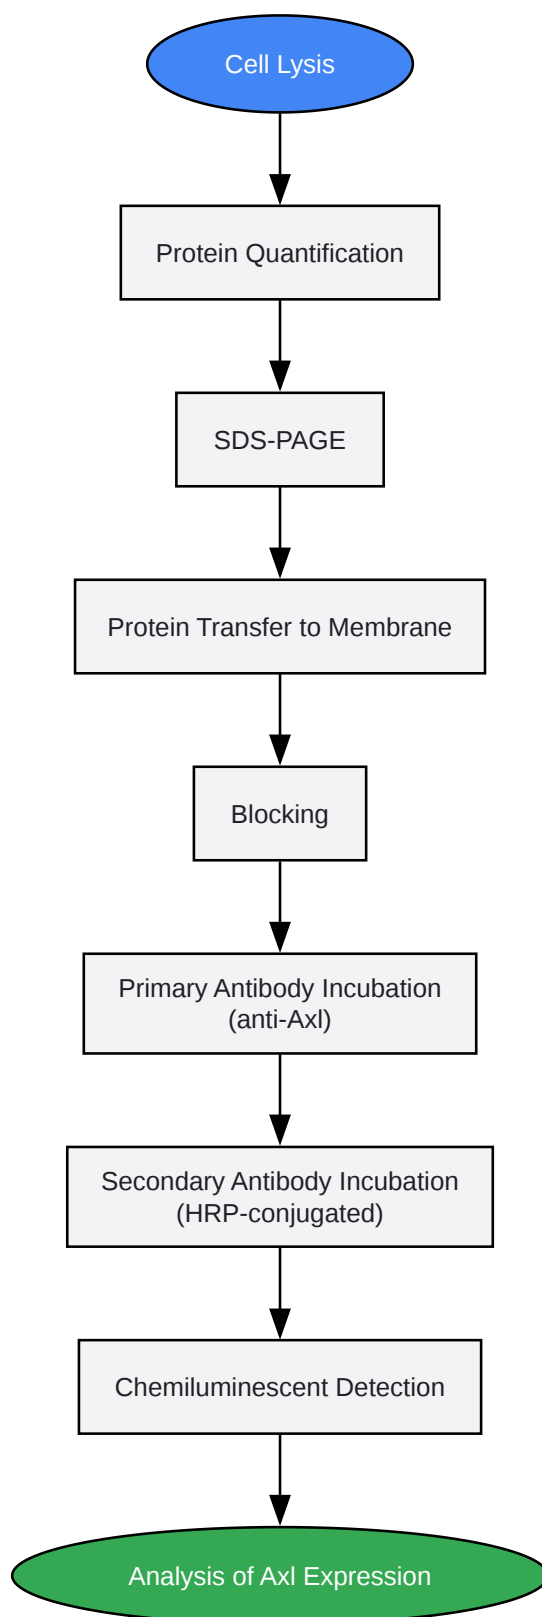 Cell Lysis
Protein Quantification
SDS-PAGE
Protein Transfer to Membrane
Blocking
Primary Antibody Incubation
(anti-Axl)
Secondary Antibody Incubation
(HRP-conjugated)
Chemiluminescent Detection
Analysis of Axl Expression